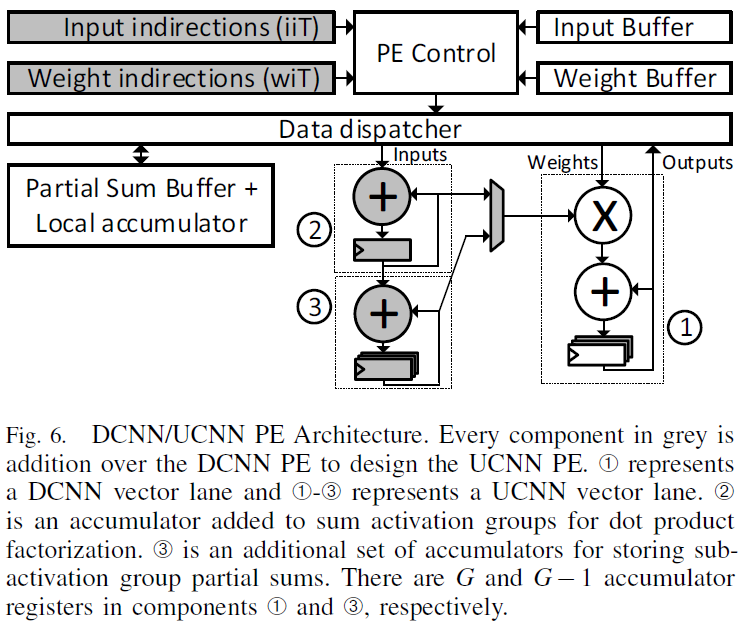 Input indirections (iiT)
Weight indirections (wiT)
PE Control
Input Buffer
Weight Buffer
Data dispatcher
Partial Sum Buffer +
Local accumulator
Inputs
Weights
Outputs
+
②
+
③
X
+
①
Fig. 6. DCNN/UCNN PE Architecture. Every component in grey is
addition over the DCNN PE to design the UCNN PE. ① represents
a DCNN vector lane and ①-③ represents a UCNN vector lane. ②
is an accumulator added to sum activation groups for dot product
factorization. ③ is an additional set of accumulators for storing sub-
activation group partial sums. There are G and G − 1 accumulator
registers in components ① and ③, respectively.